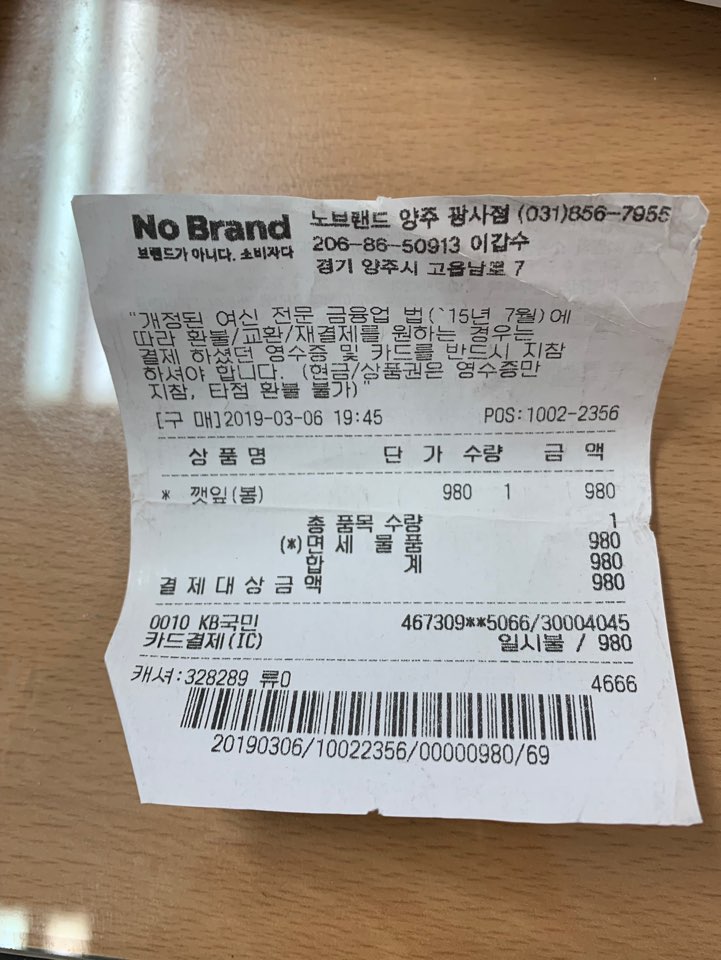 No Brand 노브랜드 양주 광사점 (031)856-7955
브랜드가 아니다. 소비자다 206-86-50913 이갑수
경기 양주시 고읍남로 7
"개정된 여신 전문 금융업 법(`15년 7월)에
따라 환불/교환/재결제를 원하는 경우는
결제 하셨던 영수증 및 카드를 반드시 지참
하셔야 합니다. (현금/상품권은 영수증만
지참, 타점 환불 불가)"
[구 매]2019-03-06 19:45 POS:1002-2356
상 품 명 단 가 수량 금 액
* 깻잎(봉) 980 1 980
총 품목 수량 1
(*)면 세 물 품 980
합 계 980
결 제 대 상 금 액 980
0010 KB국민 467309**5066/30004045
카드결제(IC) 일시불 / 980
캐셔:328289 류O 4666
20190306/10022356/00000980/69